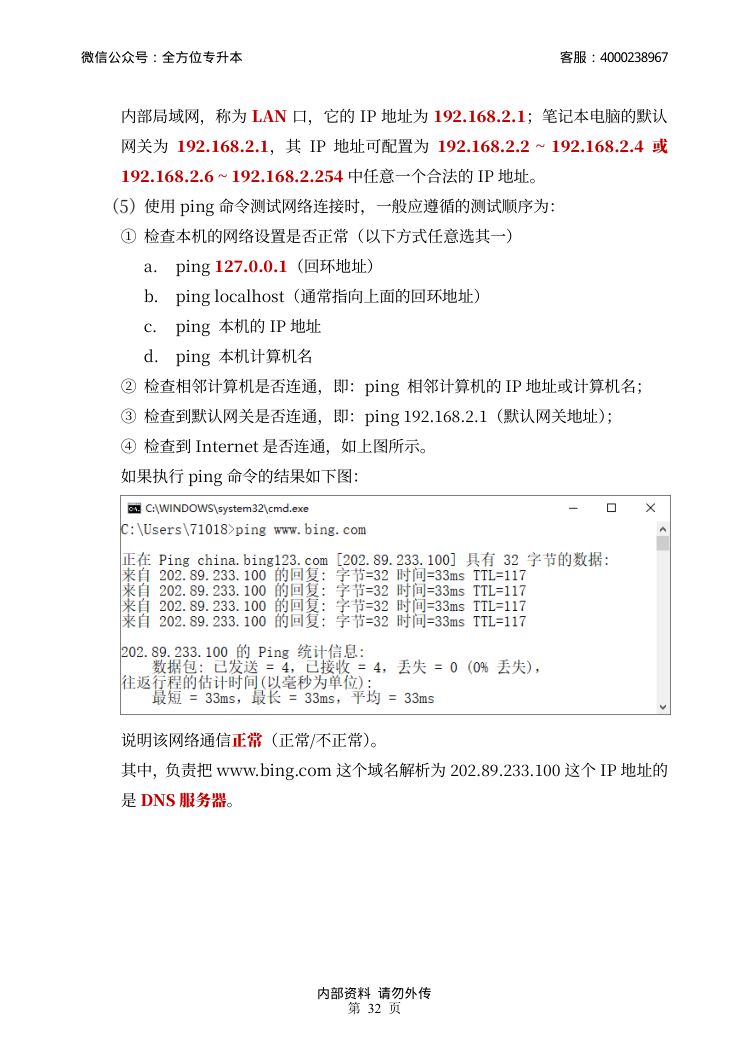 微信公众号：全方位专升本 客服：4000238967
内部局域网，称为 LAN 口，它的 IP 地址为 192.168.2.1；笔记本电脑的默认
网关为 192.168.2.1，其 IP 地址可配置为 192.168.2.2 ~ 192.168.2.4 或
192.168.2.6 ~ 192.168.2.254 中任意一个合法的 IP 地址。
(5) 使用 ping 命令测试网络连接时，一般应遵循的测试顺序为：
① 检查本机的网络设置是否正常（以下方式任意选其一）
a. ping 127.0.0.1（回环地址）
b. ping localhost（通常指向上面的回环地址）
c. ping 本机的 IP 地址
d. ping 本机计算机名
② 检查相邻计算机是否连通，即：ping 相邻计算机的 IP 地址或计算机名；
③ 检查到默认网关是否连通，即：ping 192.168.2.1（默认网关地址）；
④ 检查到 Internet 是否连通，如上图所示。
如果执行 ping 命令的结果如下图：
C:\WINDOWS\system32\cmd.exe
C:\Users\71018>ping www.bing.com
正在 Ping china.bing123.com [202.89.233.100] 具有 32 字节的数据:
来自 202.89.233.100 的回复: 字节=32 时间=33ms TTL=117
来自 202.89.233.100 的回复: 字节=32 时间=33ms TTL=117
来自 202.89.233.100 的回复: 字节=32 时间=33ms TTL=117
来自 202.89.233.100 的回复: 字节=32 时间=33ms TTL=117
202.89.233.100 的 Ping 统计信息:
数据包: 已发送 = 4，已接收 = 4，丢失 = 0 (0% 丢失)，
往返行程的估计时间(以毫秒为单位):
最短 = 33ms，最长 = 33ms，平均 = 33ms
说明该网络通信正常（正常/不正常）。
其中，负责把 www.bing.com 这个域名解析为 202.89.233.100 这个 IP 地址的
是 DNS 服务器。
内部资料 请勿外传
第 32 页